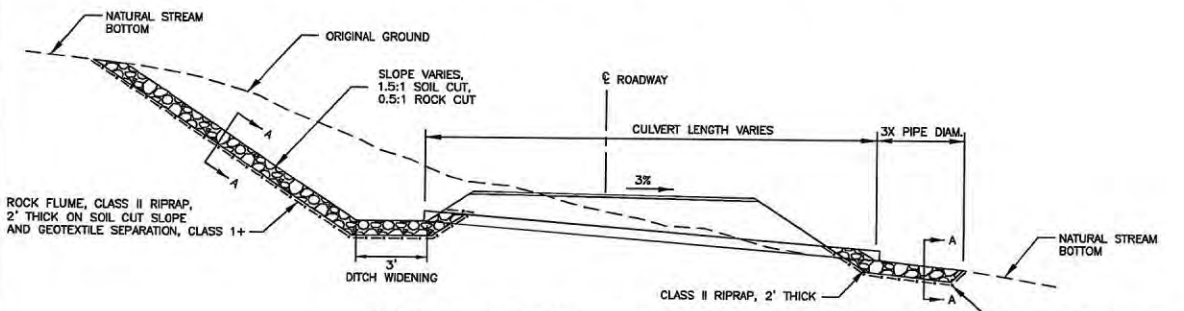 NATURAL STREAM
BOTTOM
ORIGINAL GROUND
SLOPE VARIES,
1.5:1 SOIL CUT,
0.5:1 ROCK CUT
℄ ROADWAY
CULVERT LENGTH VARIES
3X PIPE DIAM.
A
A
3%
ROCK FLUME, CLASS II RIPRAP,
2' THICK ON SOIL CUT SLOPE
AND GEOTEXTILE SEPARATION, CLASS 1+
3'
DITCH WIDENING
A
A
NATURAL STREAM
BOTTOM
CLASS II RIPRAP, 2' THICK